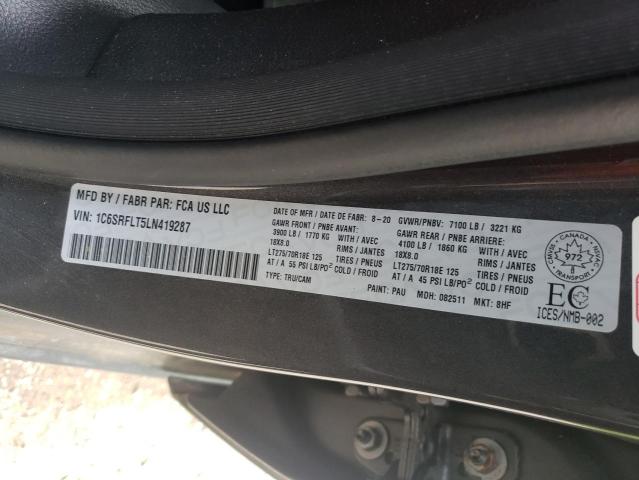 MFD BY / FABR PAR: FCA US LLC
VIN: 1C6SRFLT5LN419287
DATE OF MFR / DATE DE FABR: 8-20
GAWR FRONT / PNBE AVANT:
3900 LB / 1770 KG WITH / AVEC
18X8.0 RIMS / JANTES
LT275/70R18E 125 TIRES / PNEUS
AT / A 55 PSI LB/PO² COLD / FROID
TYPE: TRU/CAM
GVWR/PNBV: 7100 LB / 3221 KG
GAWR REAR / PNBE ARRIERE:
4100 LB / 1860 KG WITH / AVEC
18X8.0 RIMS / JANTES
LT275/70R18E 125 TIRES / PNEUS
AT / A 45 PSI LB/PO² COLD / FROID
PAINT: PAU MDH: 082511 MKT: 8HF
CANADA
CMVSS
NSVAC
972
8
EC
ICES/NMB-002